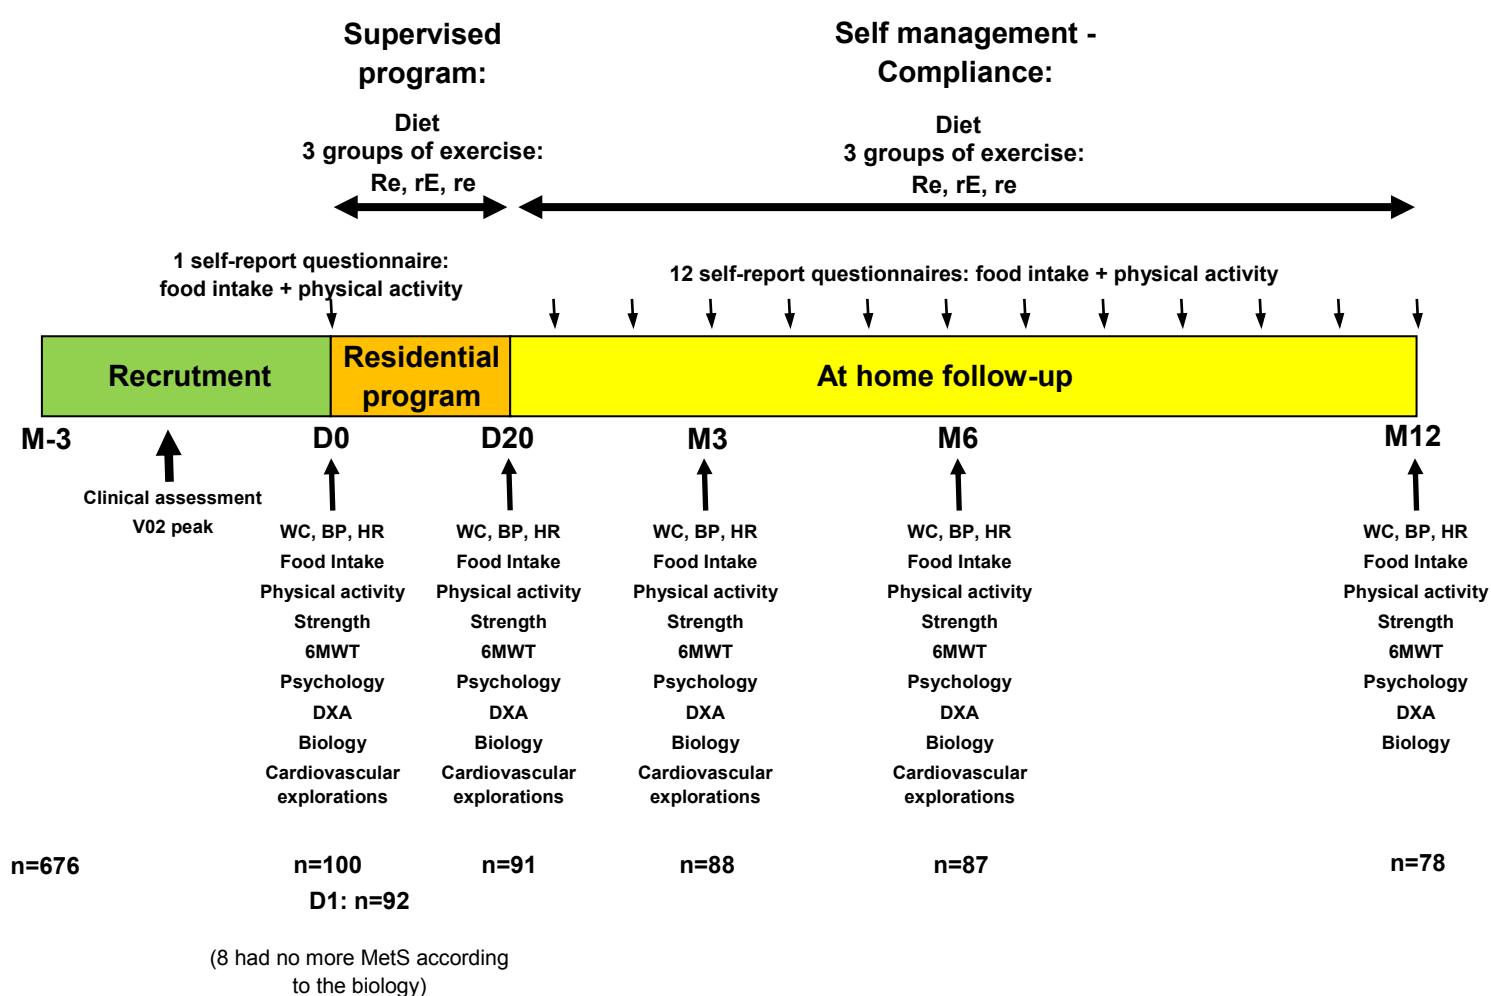 Supervised
program:
Self management -
Compliance:
Diet
3 groups of exercise:
Re, rE, re
Diet
3 groups of exercise:
Re, rE, re
1 self-report questionnaire:
food intake + physical activity
12 self-report questionnaires: food intake + physical activity
Recrutment
Residential
program
At home follow-up
M-3
D0
D20
M3
M6
M12
Clinical assessment
V02 peak
WC, BP, HR
Food Intake
Physical activity
Strength
6MWT
Psychology
DXA
Biology
Cardiovascular
explorations
WC, BP, HR
Food Intake
Physical activity
Strength
6MWT
Psychology
DXA
Biology
Cardiovascular
explorations
WC, BP, HR
Food Intake
Physical activity
Strength
6MWT
Psychology
DXA
Biology
Cardiovascular
explorations
WC, BP, HR
Food Intake
Physical activity
Strength
6MWT
Psychology
DXA
Biology
Cardiovascular
explorations
WC, BP, HR
Food Intake
Physical activity
Strength
6MWT
Psychology
DXA
Biology
n=676
n=100
n=91
n=88
n=87
n=78
D1: n=92
(8 had no more MetS according
to the biology)